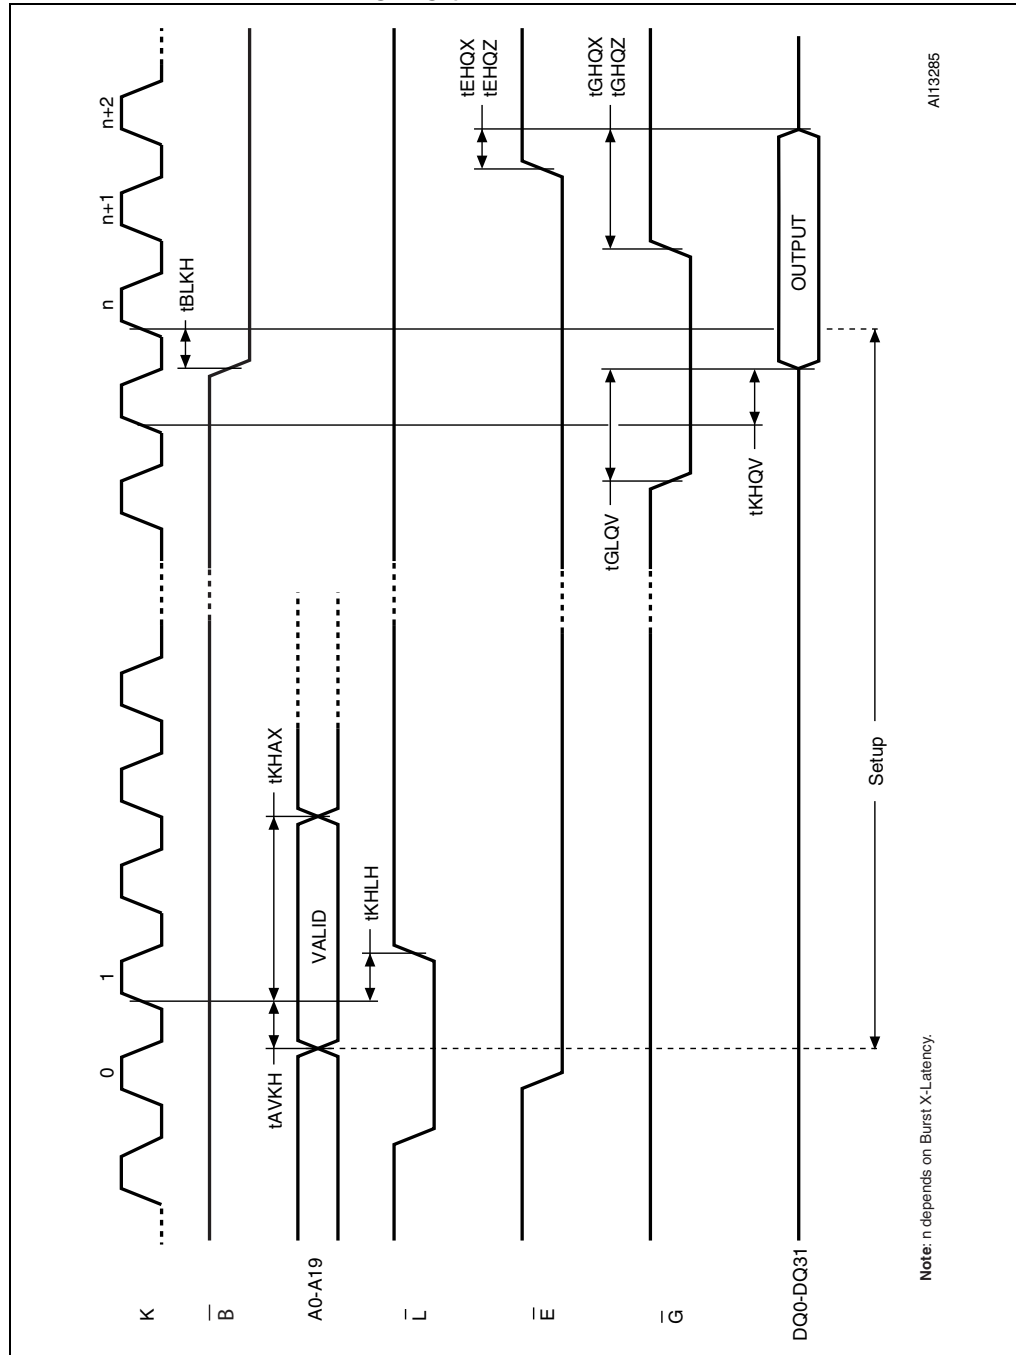 K
0
1
n
n+1
n+2
B
tBLKH
A0-A19
VALID
tAVKH
tKHAX
L
tKHLH
E
tEHQX
tEHQZ
G
tGLQV
tGHQX
tGHQZ
tKHQV
DQ0-DQ31
OUTPUT
Setup
Note: n depends on Burst X-Latency.
AI13285